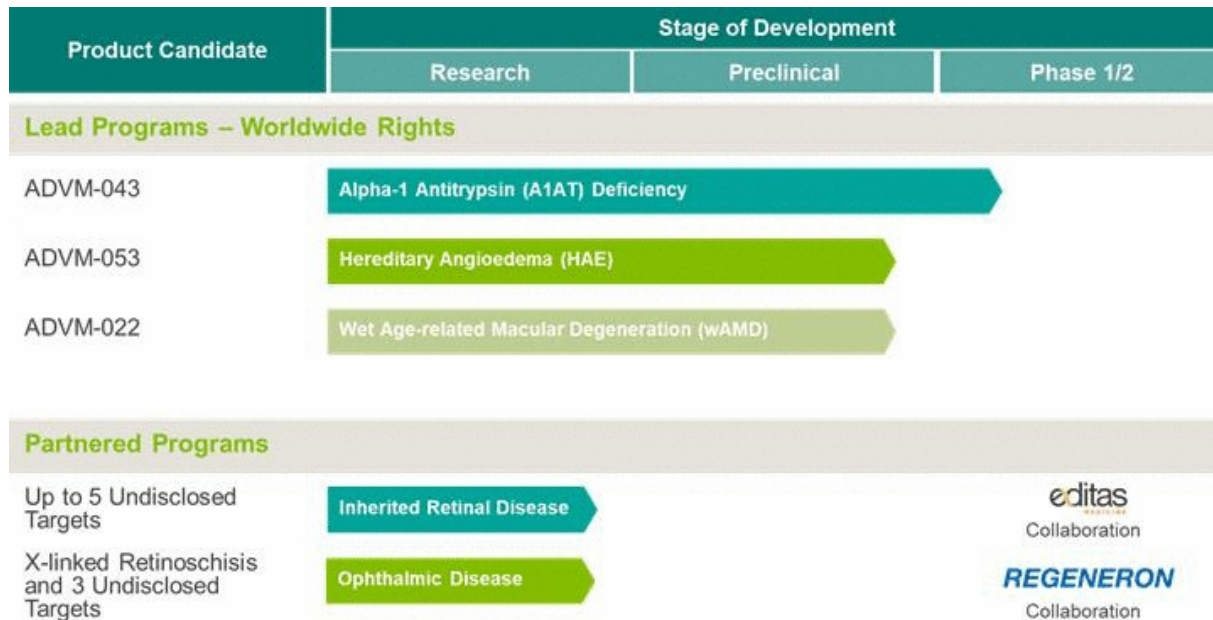 Product Candidate
Stage of Development
Research
Preclinical
Phase 1/2
Lead Programs – Worldwide Rights
ADVM-043
Alpha-1 Antitrypsin (A1AT) Deficiency
ADVM-053
Hereditary Angioedema (HAE)
ADVM-022
Wet Age-related Macular Degeneration (wAMD)
Partnered Programs
Up to 5 Undisclosed
Targets
Inherited Retinal Disease
editas
MEDICINE
Collaboration
X-linked Retinoschisis
and 3 Undisclosed
Targets
Ophthalmic Disease
REGENERON
Collaboration